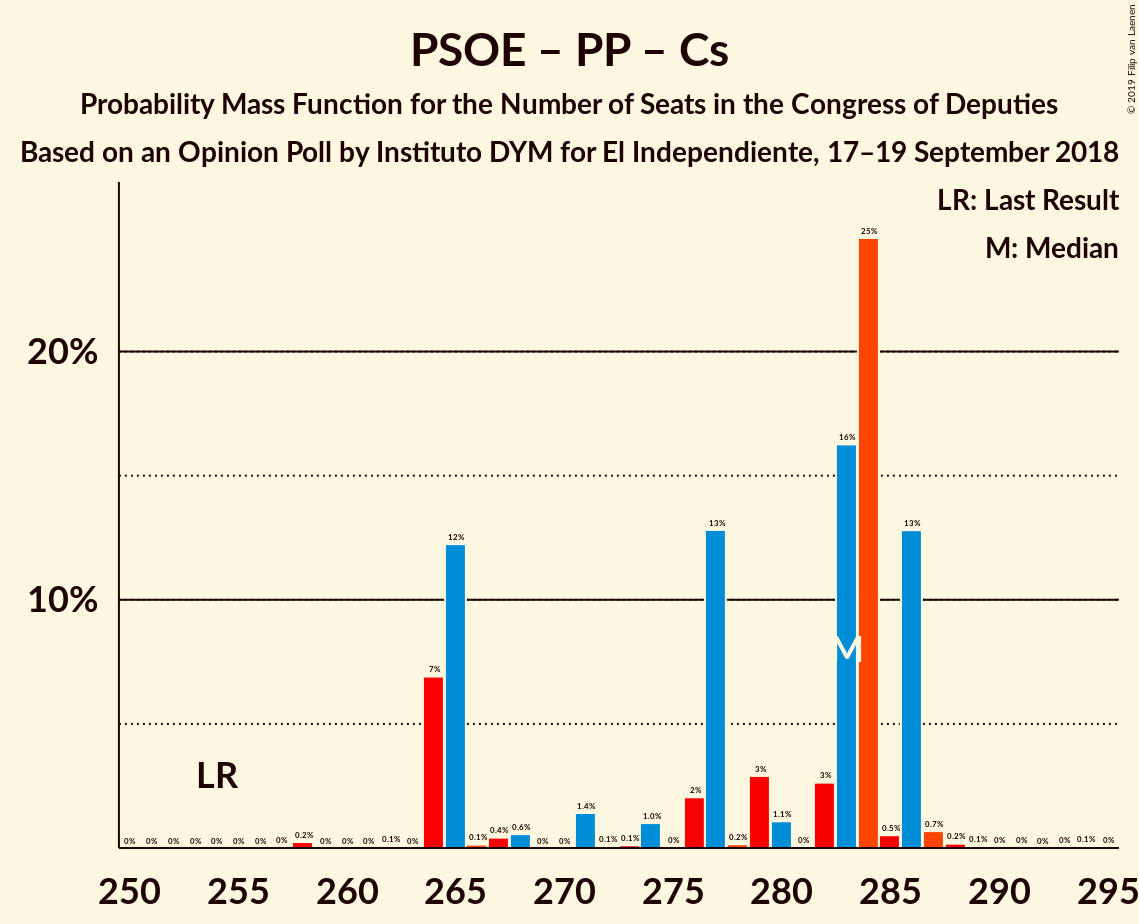 PSOE – PP – Cs
© 2019 Filip van Laenen
Probability Mass Function for the Number of Seats in the Congress of Deputies
Based on an Opinion Poll by Instituto DYM for El Independiente, 17–19 September 2018
LR: Last Result
M: Median
25%
20%
16%
13% 13%
12%
10%
M
7%
LR
3% 3%
2%
1.4% 1.0% 1.1%
0% 0% 0% 0% 0% 0% 0% 0% 0.2% 0% 0% 0% 0.1% 0% 0.1% 0.4% 0.6% 0% 0% 0.1% 0.1% 0% 0.2% 0% 0.5% 0.7% 0.2% 0.1% 0% 0% 0% 0% 0.1% 0%
250 255 260 265 270 275 280 285 290 295